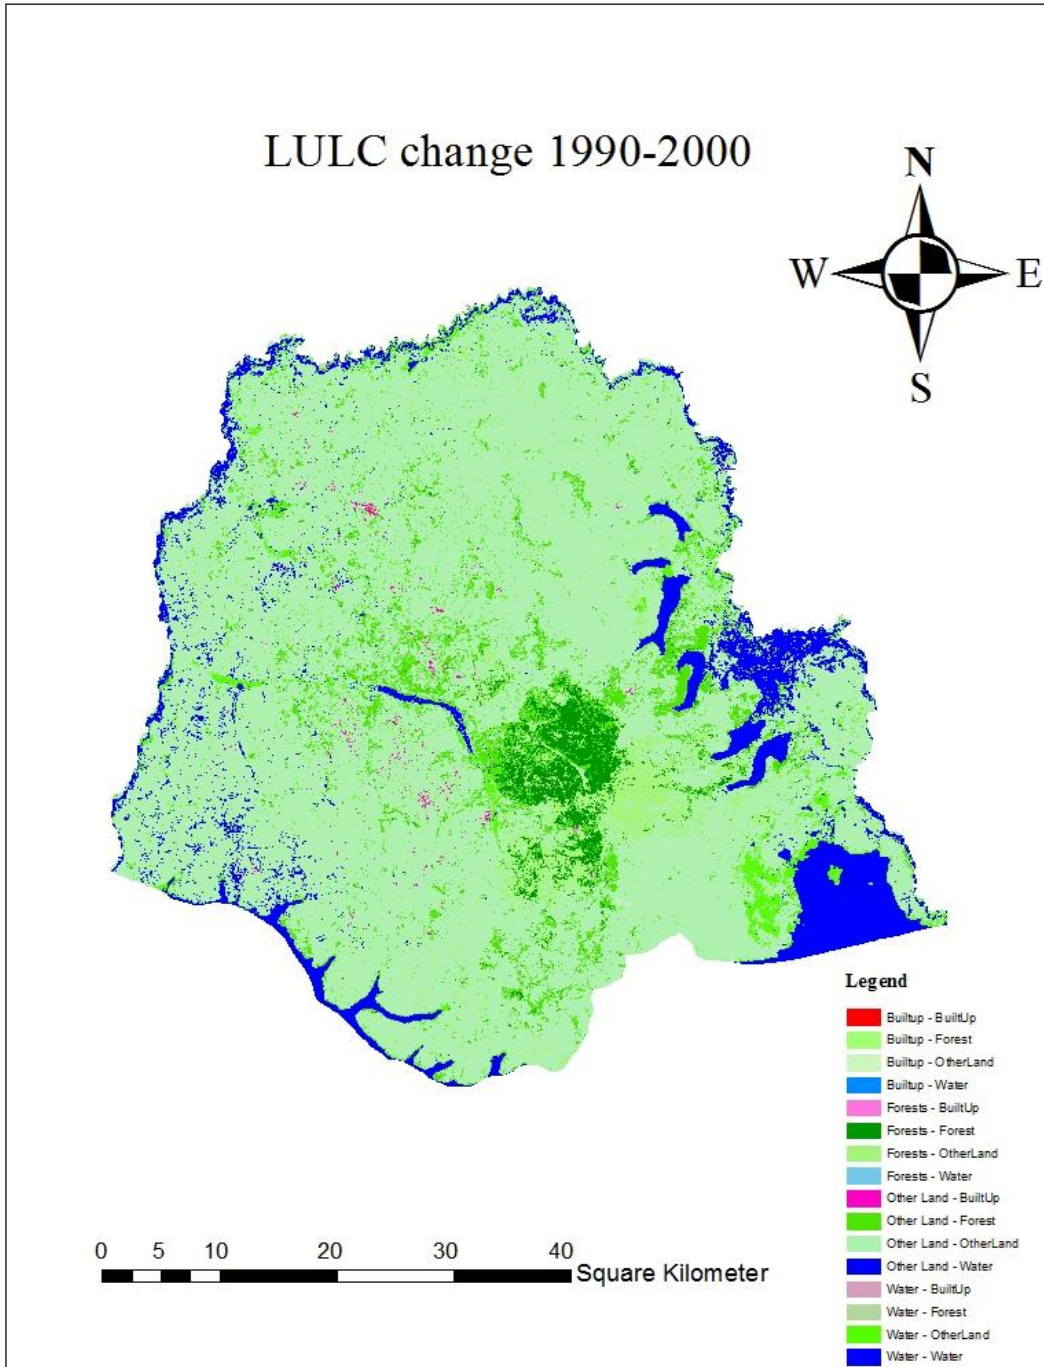 LULC change 1990-2000
N
W
E
S
Legend
Builtup - BuiltUp
Builtup - Forest
Builtup - OtherLand
Builtup - Water
Forests - BuiltUp
Forests - Forest
Forests - OtherLand
Forests - Water
Other Land - BuiltUp
Other Land - Forest
Other Land - OtherLand
Other Land - Water
Water - BuiltUp
Water - Forest
Water - OtherLand
Water - Water
0 5 10 20 30 40
Square Kilometer